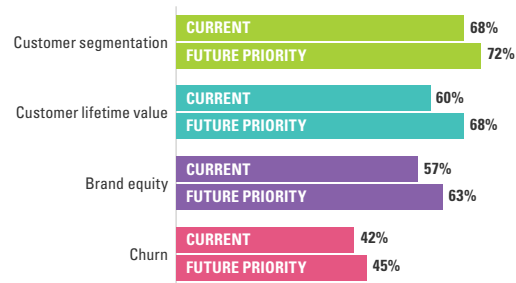 CURRENT 68%
Customer segmentation
FUTURE PRIORITY 72%
CURRENT 60%
Customer lifetime value
FUTURE PRIORITY 68%
CURRENT 57%
Brand equity
FUTURE PRIORITY 63%
CURRENT 42%
Churn
FUTURE PRIORITY 45%